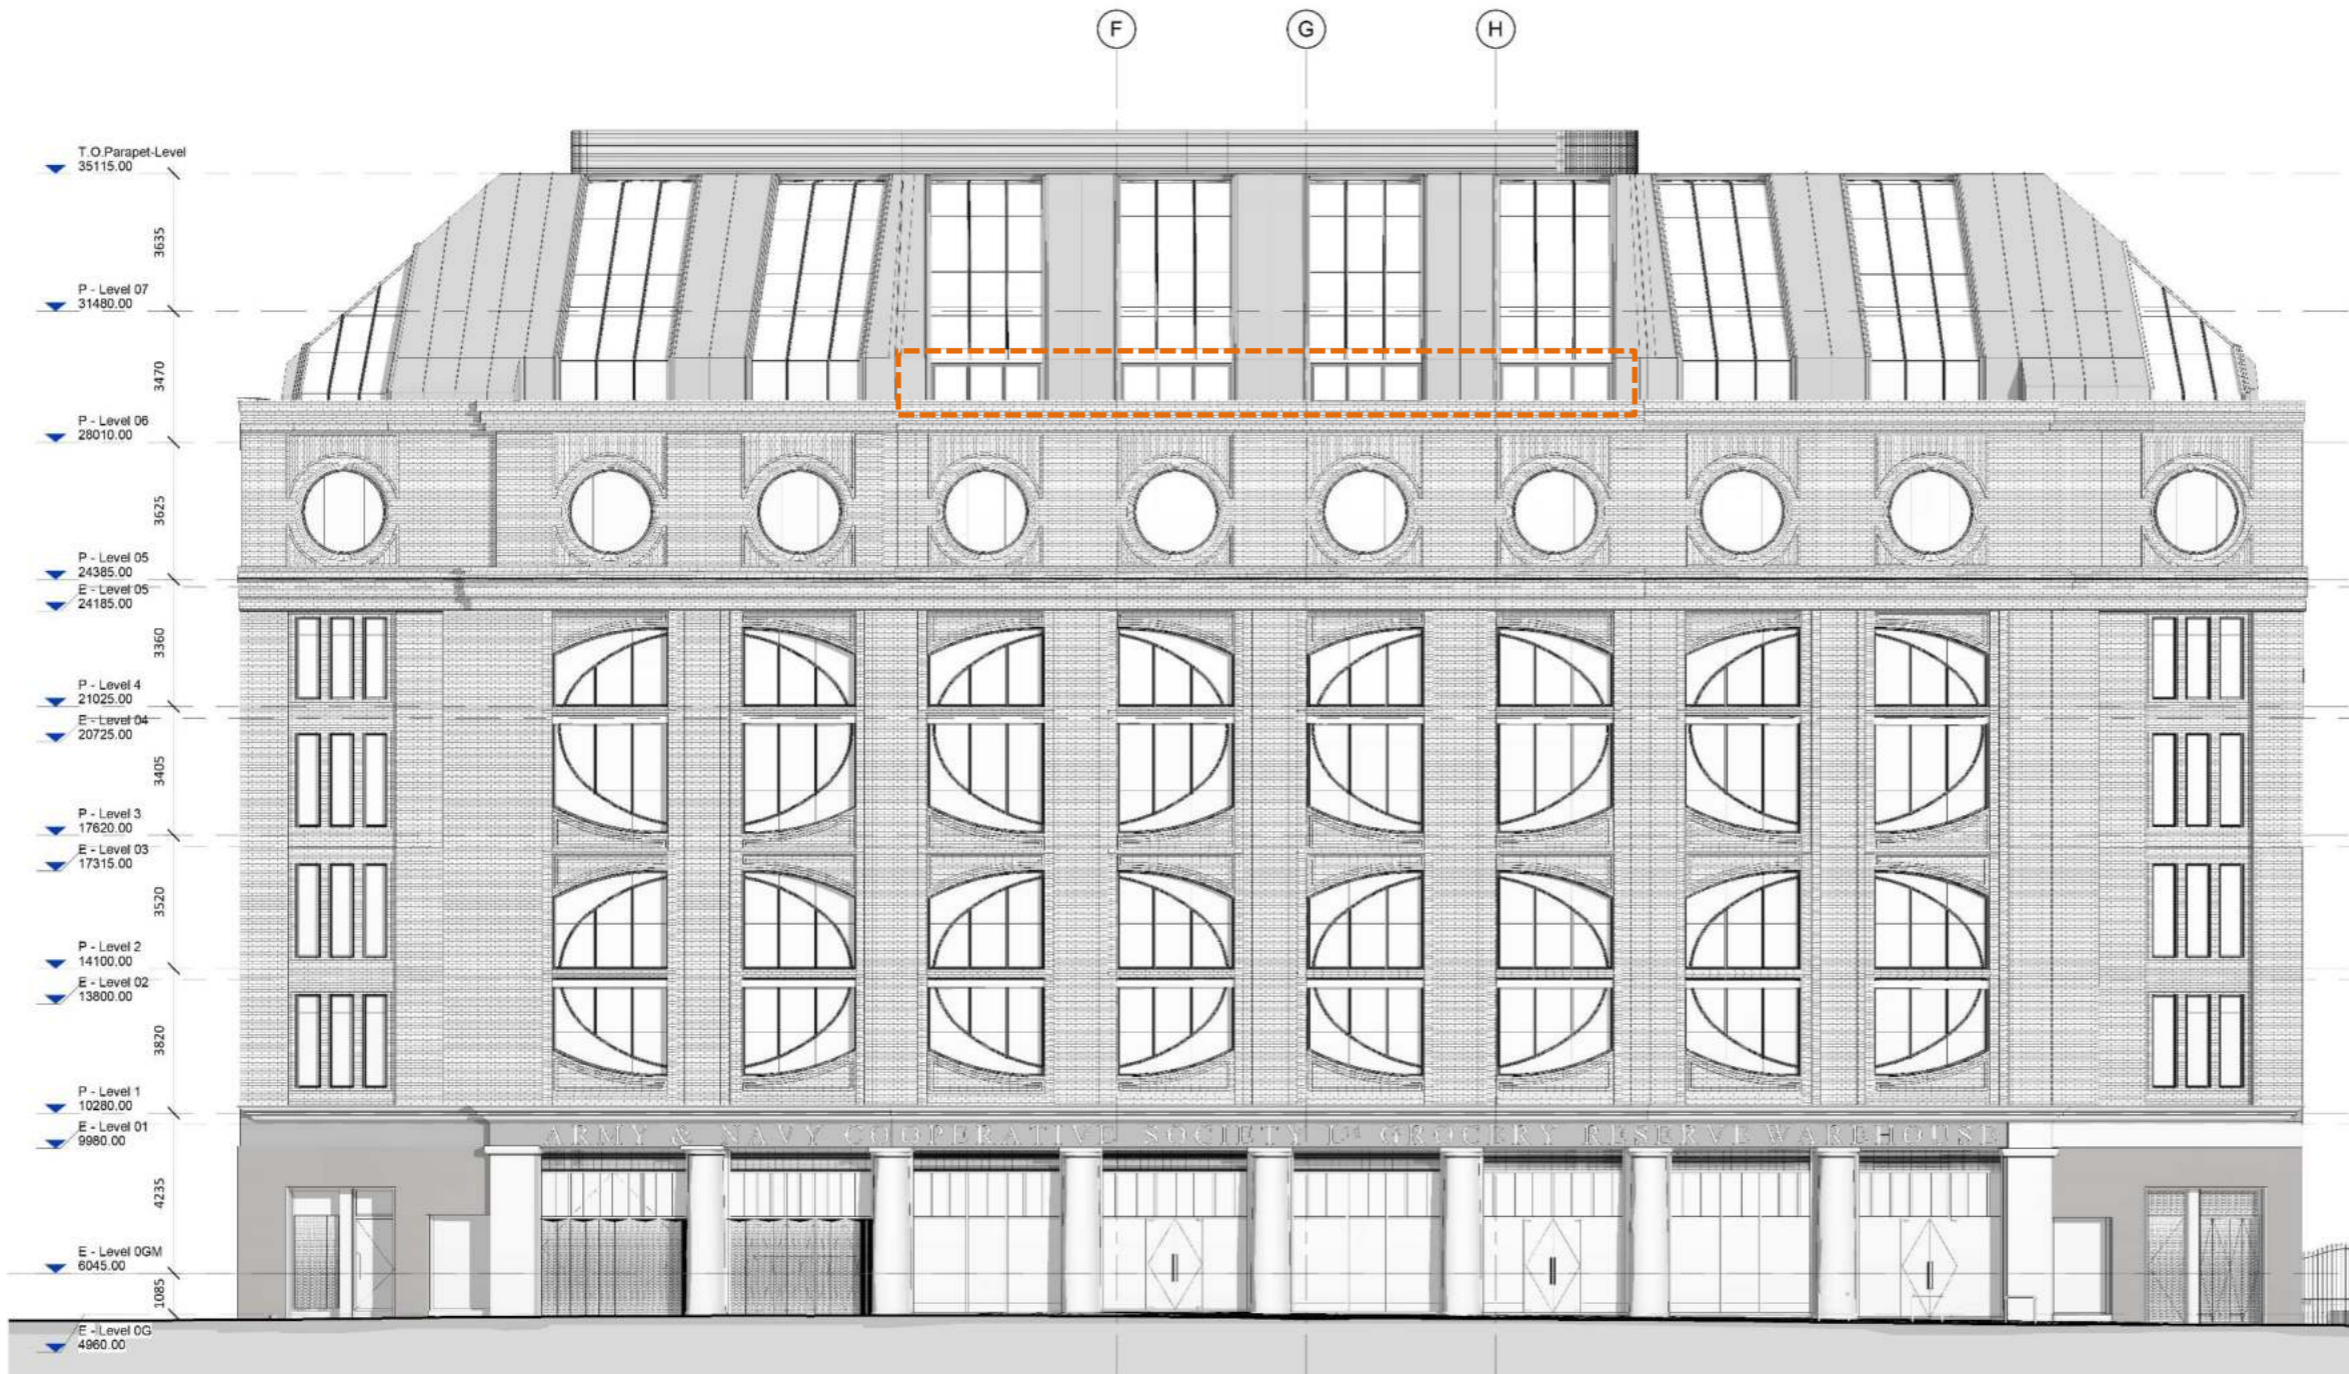 F G H
T.O.Parapet-Level
35115.00
3635
P - Level 07
31480.00
3470
P - Level 06
28010.00
3625
P - Level 05
24385.00
E - Level 05
24185.00
3360
P - Level 4
21025.00
E - Level 04
20725.00
3405
P - Level 3
17620.00
E - Level 03
17315.00
3520
P - Level 2
14100.00
E - Level 02
13800.00
3820
P - Level 1
10280.00
E - Level 01
9980.00
ARMY & NAVY COOPERATIVE SOCIETY Ld GROCERY RESERVE WAREHOUSE
4235
E - Level 0GM
6045.00
1085
E - Level 0G
4960.00